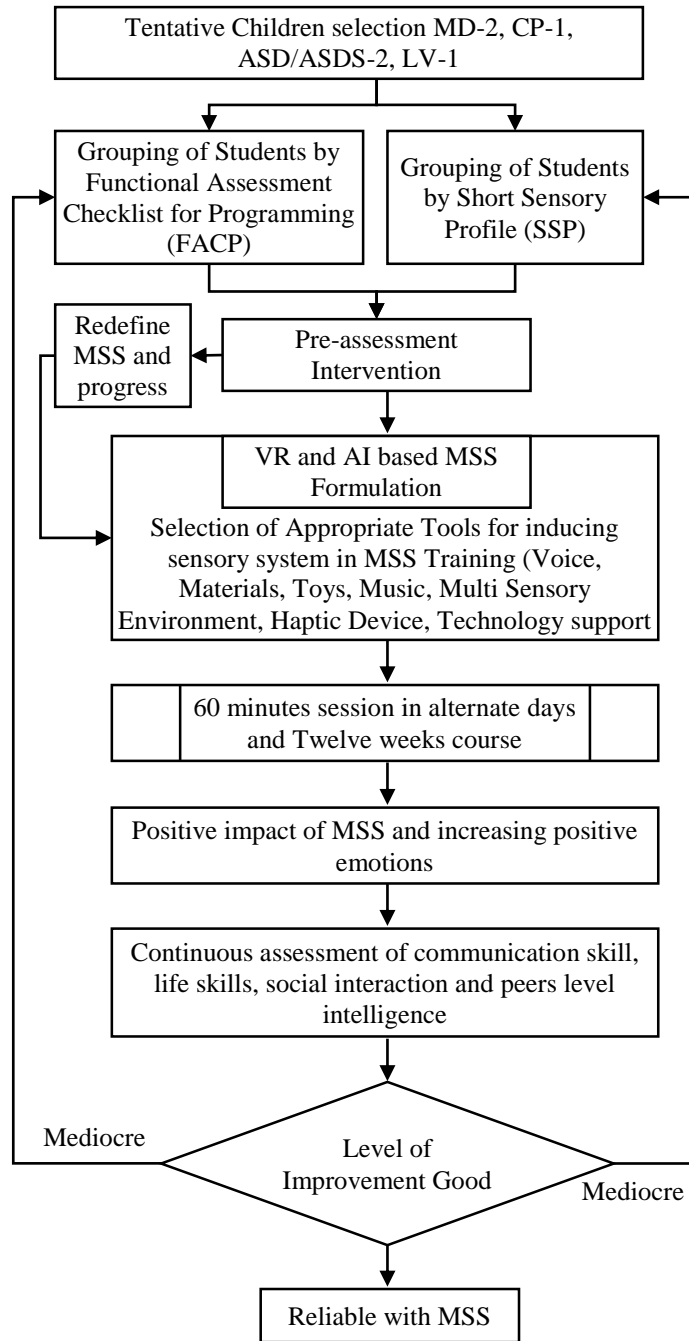 Tentative Children selection MD-2, CP-1,
ASD/ASDS-2, LV-1
Grouping of Students by
Functional Assessment
Checklist for Programming
(FACP)
Grouping of Students
by Short Sensory
Profile (SSP)
Redefine
MSS and
progress
Pre-assessment
Intervention
VR and AI based MSS
Formulation
Selection of Appropriate Tools for inducing
sensory system in MSS Training (Voice,
Materials, Toys, Music, Multi Sensory
Environment, Haptic Device, Technology support
60 minutes session in alternate days
and Twelve weeks course
Positive impact of MSS and increasing positive
emotions
Continuous assessment of communication skill,
life skills, social interaction and peers level
intelligence
Mediocre
Level of
Improvement Good
Mediocre
Reliable with MSS